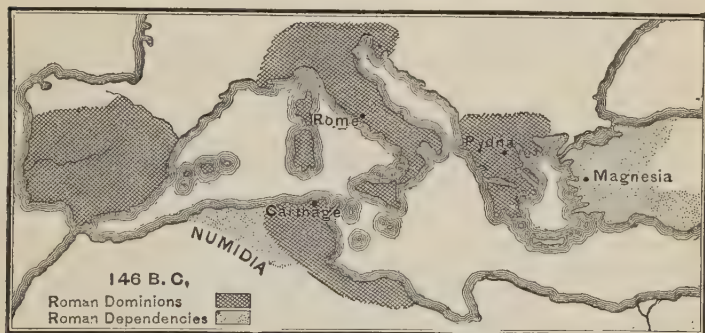 Rome
Pydna
Magnesia
Carthage
NUMIDIA
146 B. C,
Roman Dominions
Roman Dependencies